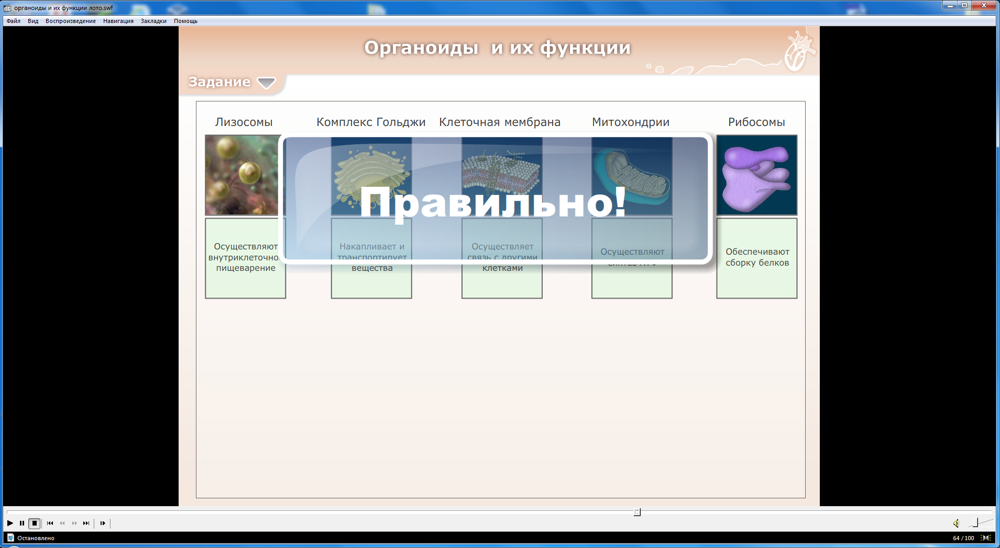 органоиды и их функции лото.swf
Файл Вид Воспроизведение Навигация Закладки Помощь
Органоиды и их функции
Задание
Лизосомы Комплекс Гольджи Клеточная мембрана Митохондрии Рибосомы
Правильно!
Осуществляют
внутриклеточно
пищеварение
Накапливает и
транспортирует
вещества
Осуществляет
связь с другими
клетками
Осуществляют
синтез АТФ
Обеспечивают
сборку белков
Остановлено
64 / 100